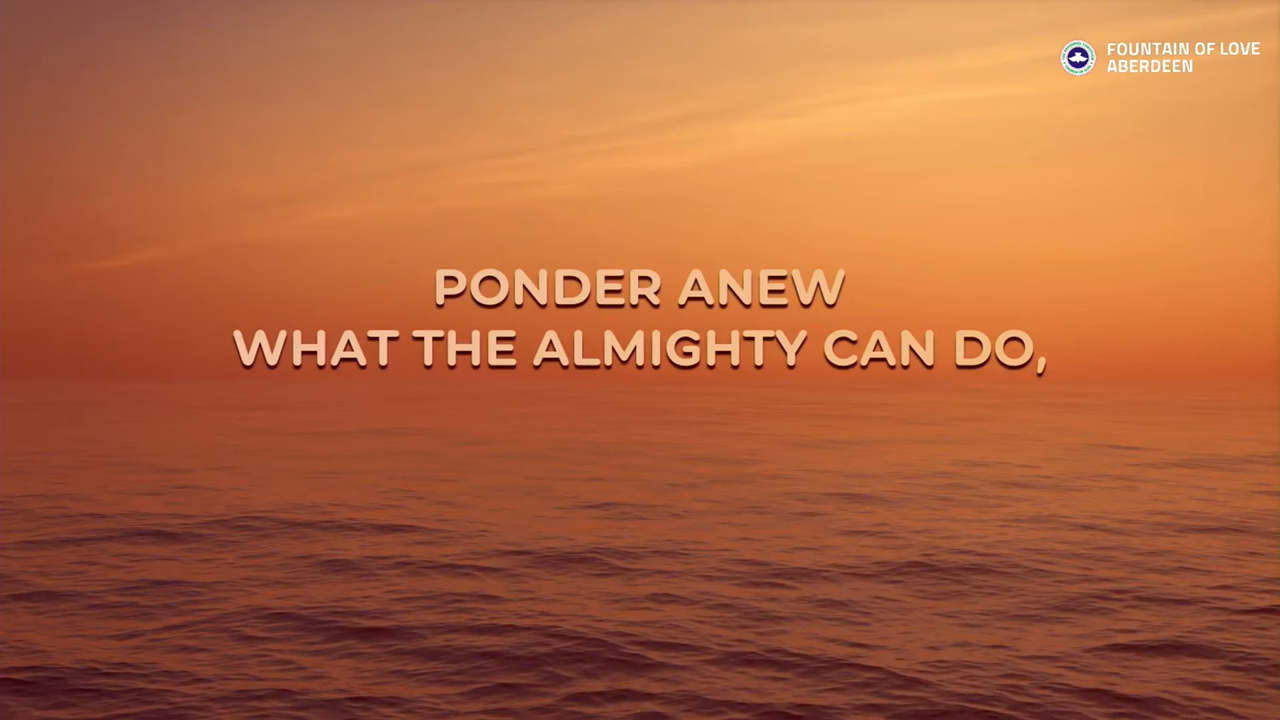 FOUNTAIN OF LOVE
ABERDEEN
PONDER ANEW
WHAT THE ALMIGHTY CAN DO,